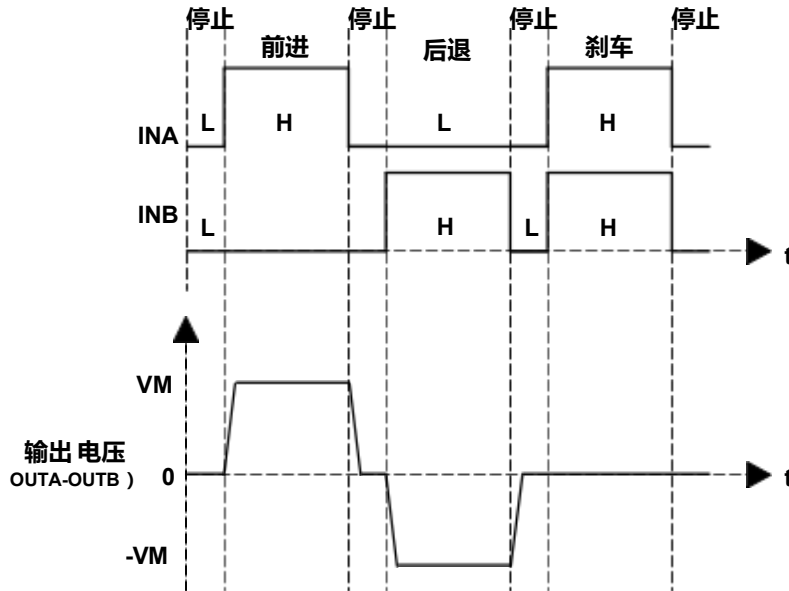 停止 停止 停止 停止
前进 后退 刹车
L H L H
INA
INB
L H L H
t
VM
输出 电压
OUTA-OUTB ) 0
t
-VM